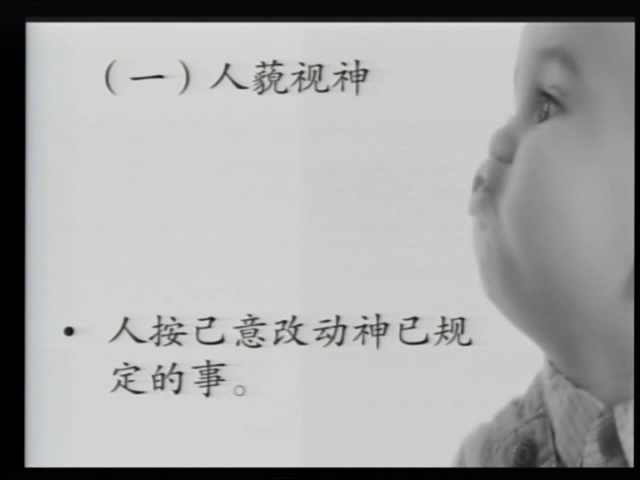 （一）人藐视神
• 人按己意改动神已规
定的事。